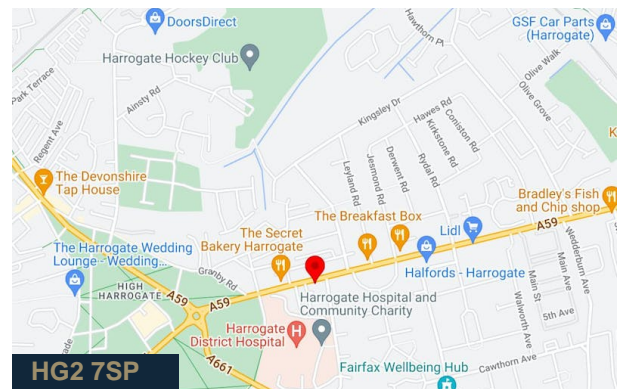 DoorsDirect
Hawthorn Pl
GSF Car Parts
(Harrogate)
Harrogate Hockey Club
Park Terrace
Ainsty Rd
Kingsley Dr
Olive Walk
Olive Grove
Hawes Rd
Coniston Rd
Kirkstone Rd
Regent Ave
Rydal Rd
Derwent Rd
Jesmond Rd
Leyland Rd
K
The Devonshire
Tap House
Bradley's Fish
and Chip shop
The Breakfast Box
The Secret
Bakery Harrogate
Lidl
A59
The Harrogate Wedding
Lounge - Wedding...
Granby Rd
Halfords - Harrogate
Wedderburn Ave
Main Ave
Main St
HIGH
HARROGATE
A59
A59
Harrogate Hospital and
Community Charity
5th Ave
Walworth Ave
Harrogate
District Hospital
H
ade
A661
Fairfax Wellbeing Hub
Cawthorn Ave
HG2 7SP